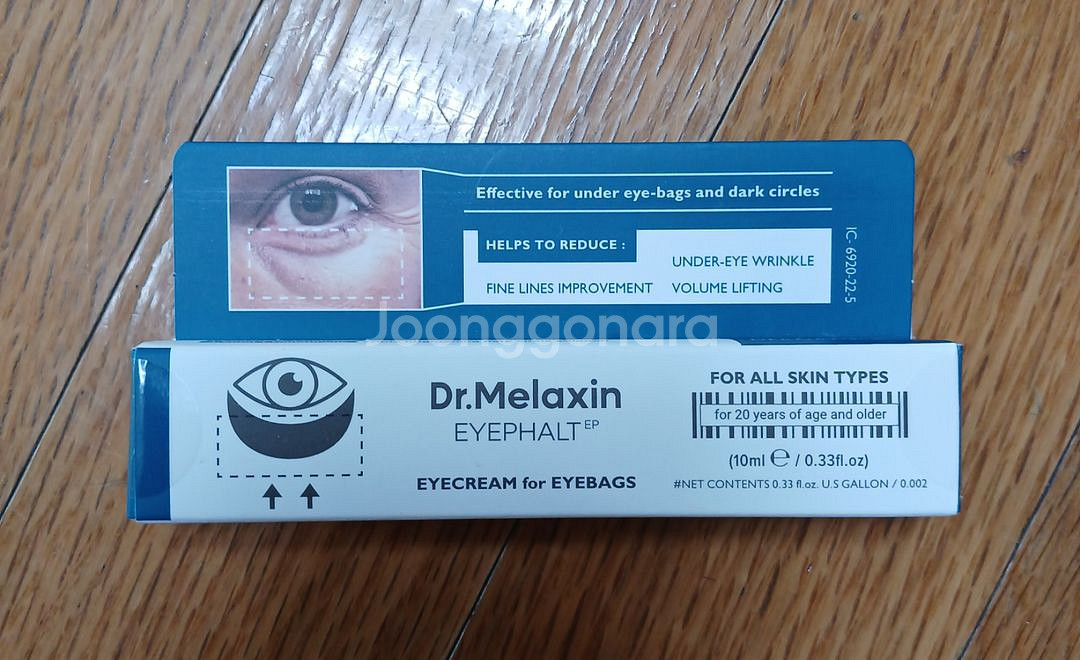 Effective for under eye-bags and dark circles
HELPS TO REDUCE :
UNDER-EYE WRINKLE
FINE LINES IMPROVEMENT
VOLUME LIFTING
IC- 6920-22-5
Joonggonara
Dr.Melaxin
EYEPHALT EP
EYECREAM for EYEBAGS
FOR ALL SKIN TYPES
for 20 years of age and older
(10ml ℮ / 0.33fl.oz)
#NET CONTENTS 0.33 fl.oz. U.S GALLON / 0.002